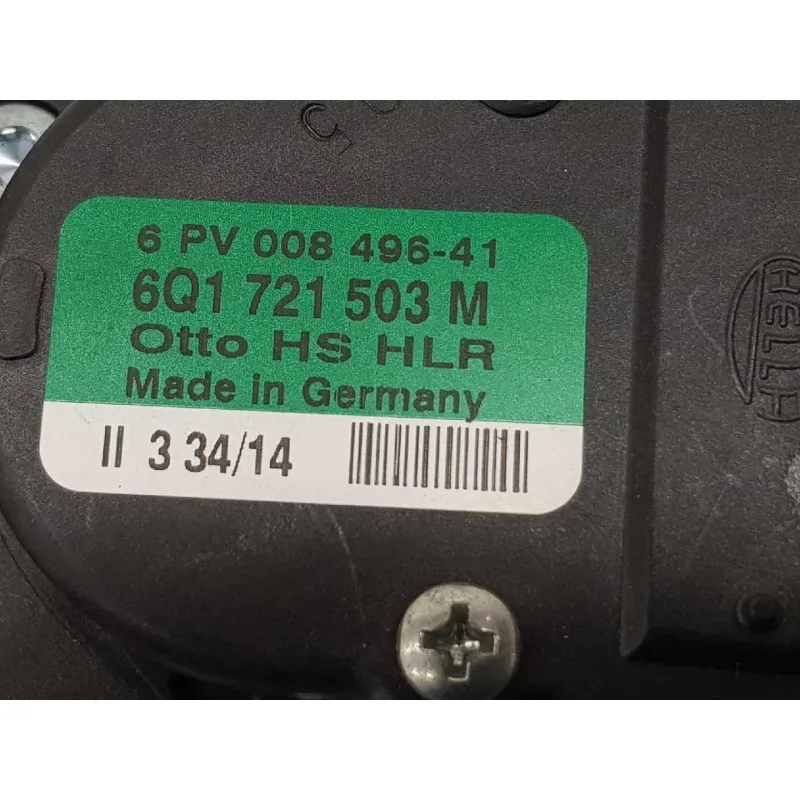 6 PV 008 496-41
6Q1 721 503 M
Otto HS HLR
Made in Germany
II 3 34/14
HELLA